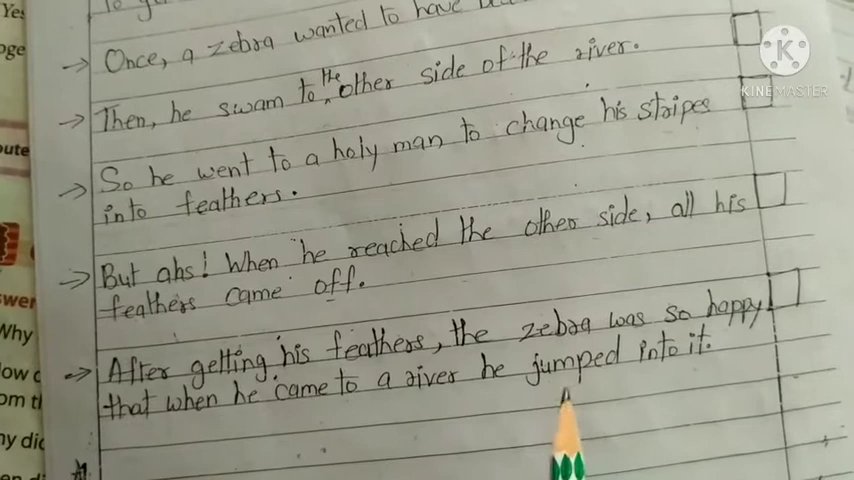 Once, a zebra wanted to have
→ Then, he swam to the other side of the river.
→ So he went to a holy man to change his stripes
into feathers.
→ But ahs! When he reached the other side, all his
feathers came off.
→ After getting his feathers, the zebra was so happy
that when he came to a river he jumped into it.
KINEMASTER
Yes
Why